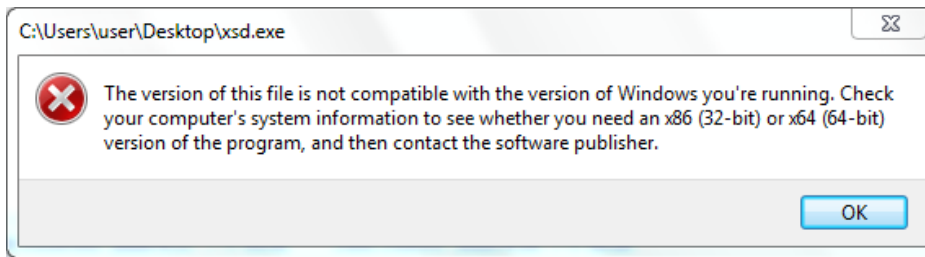 C:\Users\user\Desktop\xsd.exe
The version of this file is not compatible with the version of Windows you're running. Check
your computer's system information to see whether you need an x86 (32-bit) or x64 (64-bit)
version of the program, and then contact the software publisher.
OK